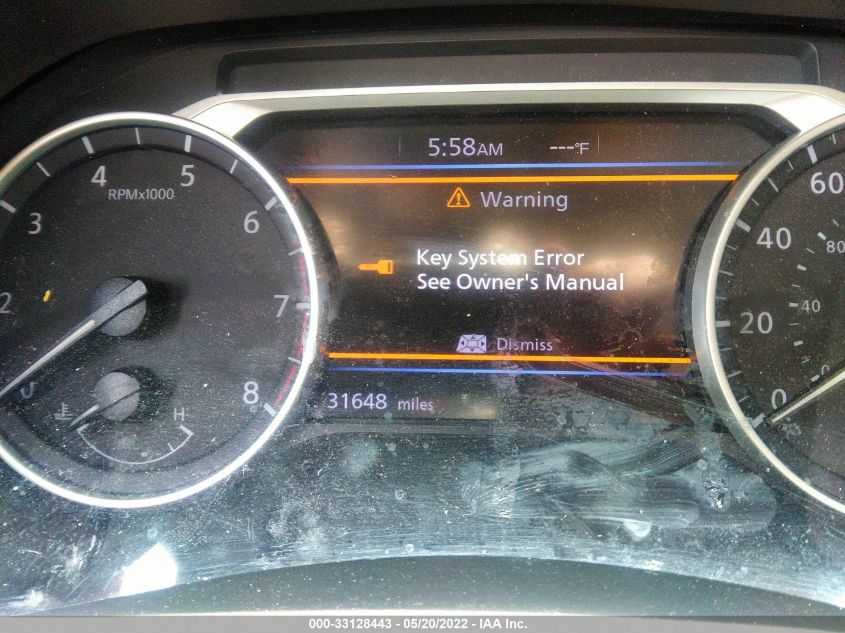 5:58AM ---°F
4 5
RPMx1000
3 6
2 7
8
H
Warning
Key System Error
See Owner's Manual
Dismiss
31648 miles
60
80
40
40
20
0
0
000-33128443 - 05/20/2022 - IAA Inc.